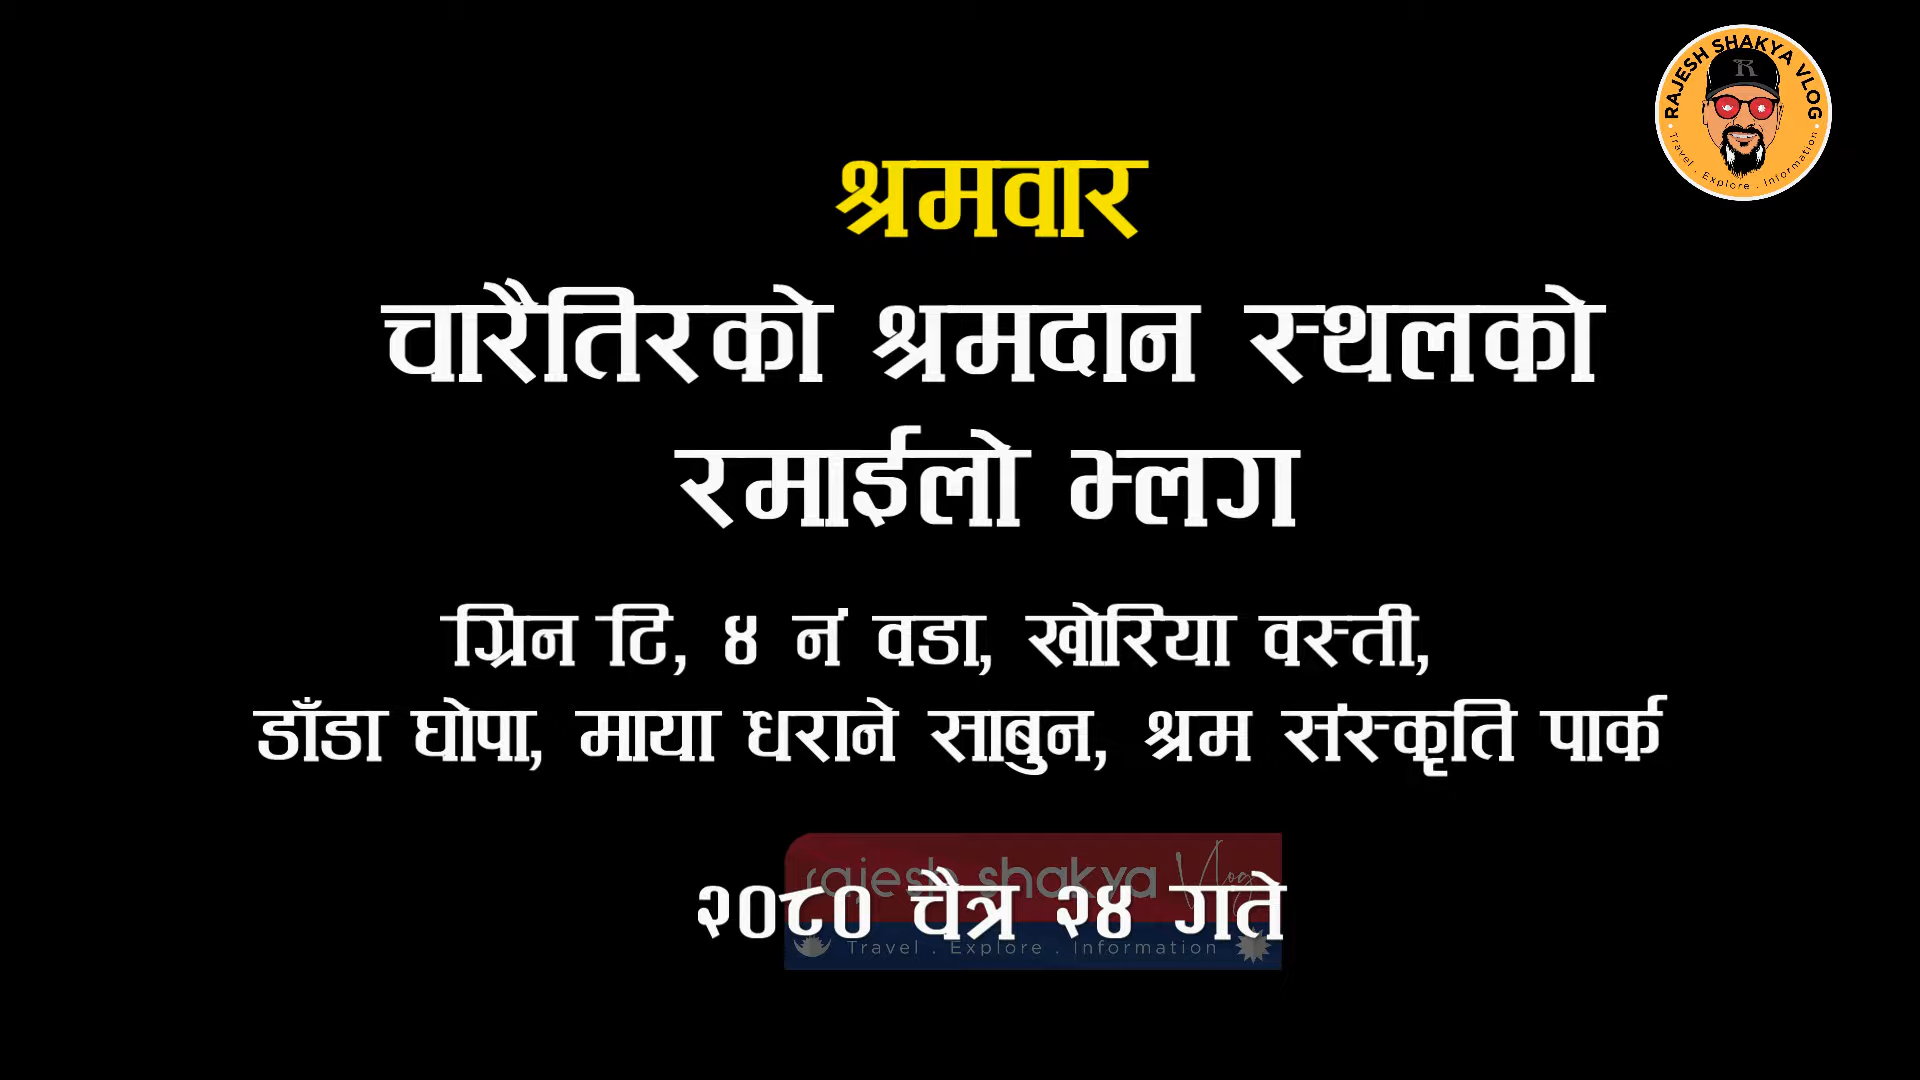 RAJESH SHAKYA VLOG
R
Travel . Explore . Information
श्रमवार
चारैतिरको श्रमदान स्थलको
रमाईलो भ्लग
ग्रिन टि, ४ नं वडा, खोरिया वस्ती,
डाँडा घोपा, माया धराने साबुन, श्रम संस्कृति पार्क
rajesh shakya Vlog
२०८० चैत्र २४ गते
Travel . Explore . Information